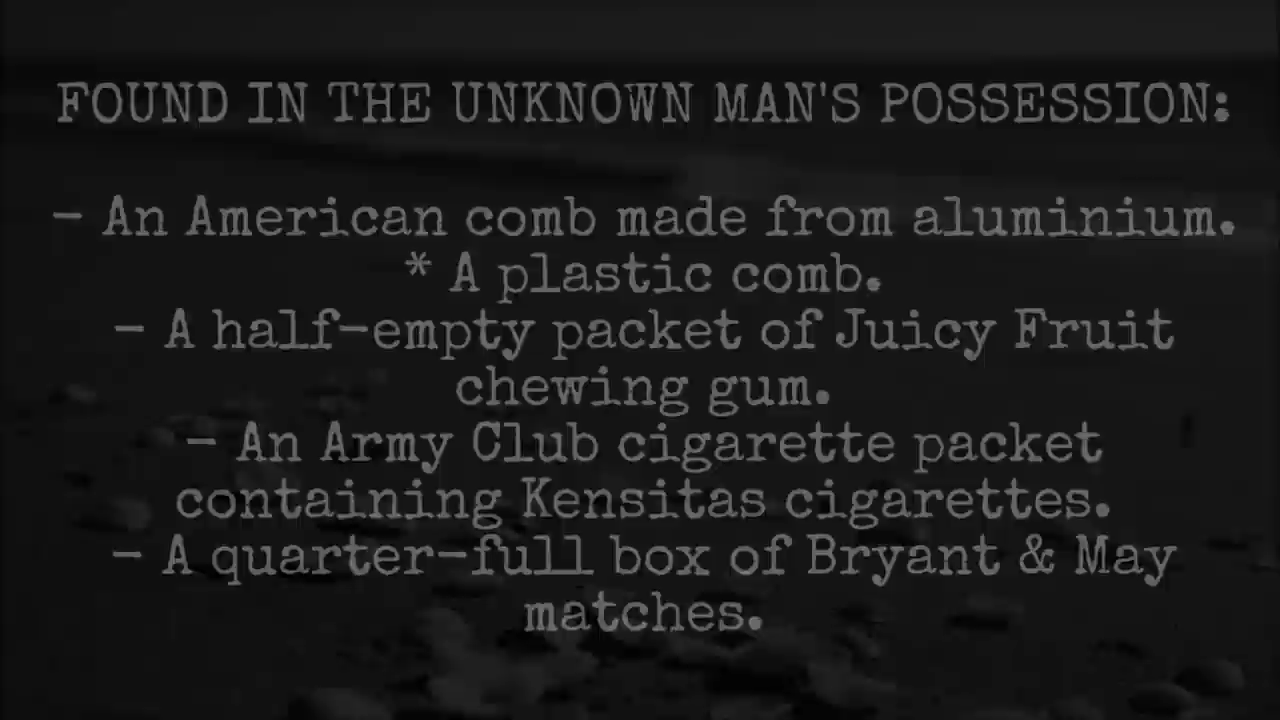 FOUND IN THE UNKNOWN MAN'S POSSESSION:
- An American comb made from aluminium.
* A plastic comb.
- A half-empty packet of Juicy Fruit
chewing gum.
- An Army Club cigarette packet
containing Kensitas cigarettes.
- A quarter-full box of Bryant & May
matches.